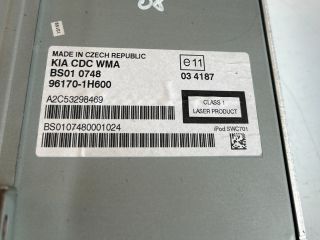 08
MADE IN CZECH REPUBLIC
KIA CDC WMA
BS01 0748
96170-1H600
A2C53298469
BS0107480001024
e11
03 4187
CLASS 1
LASER PRODUCT
iPod SWC701